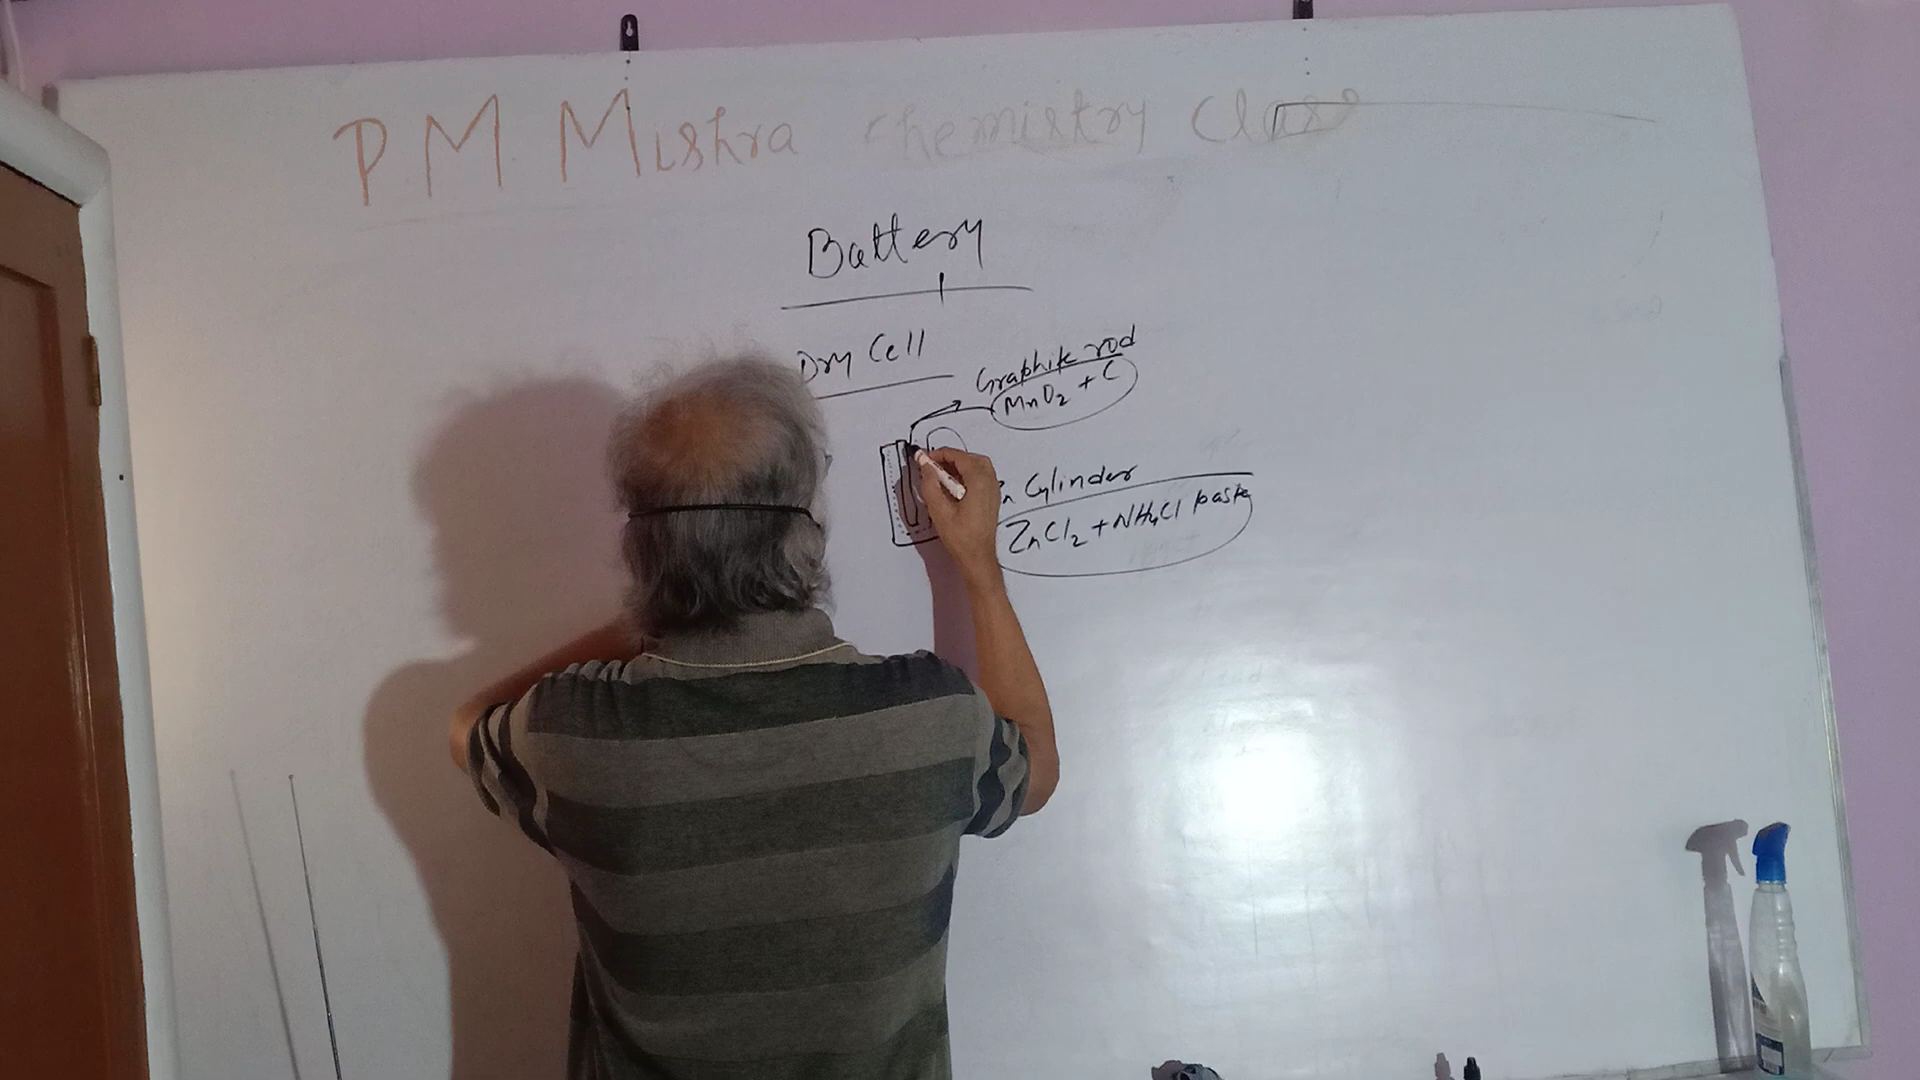 P M Mishra Chemistry Class
Battery
Dry Cell
Graphite rod
MnO2 + C
Cylinder
ZnCl2 + NH4Cl paste